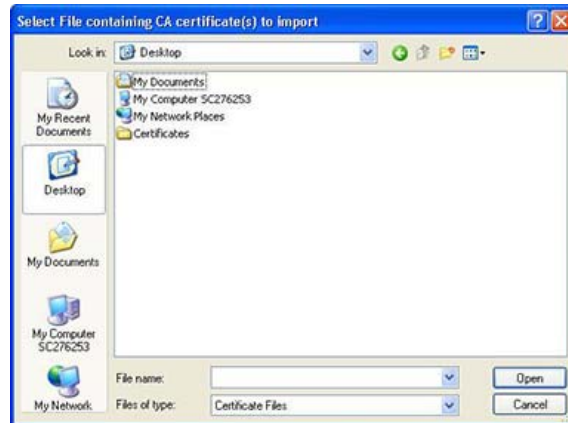 Select File containing CA certificate(s) to import
Look in: Desktop
My Documents
My Computer SC276253
My Network Places
Certificates
My Recent
Documents
Desktop
My Documents
My Computer
SC276253
My Network
File name:
Open
Files of type: Certificate Files
Cancel